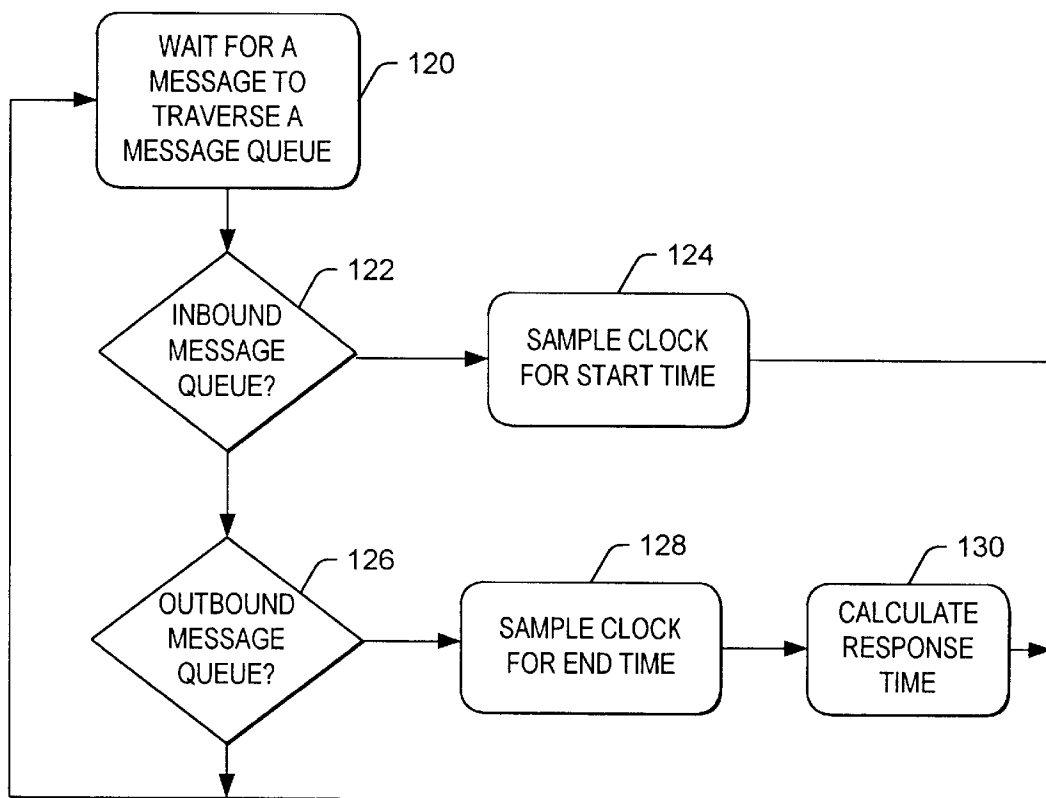 WAIT FOR A
MESSAGE TO
TRAVERSE A
MESSAGE QUEUE
120
INBOUND
MESSAGE
QUEUE?
122
SAMPLE CLOCK
FOR START TIME
124
OUTBOUND
MESSAGE
QUEUE?
126
SAMPLE CLOCK
FOR END TIME
128
CALCULATE
RESPONSE
TIME
130